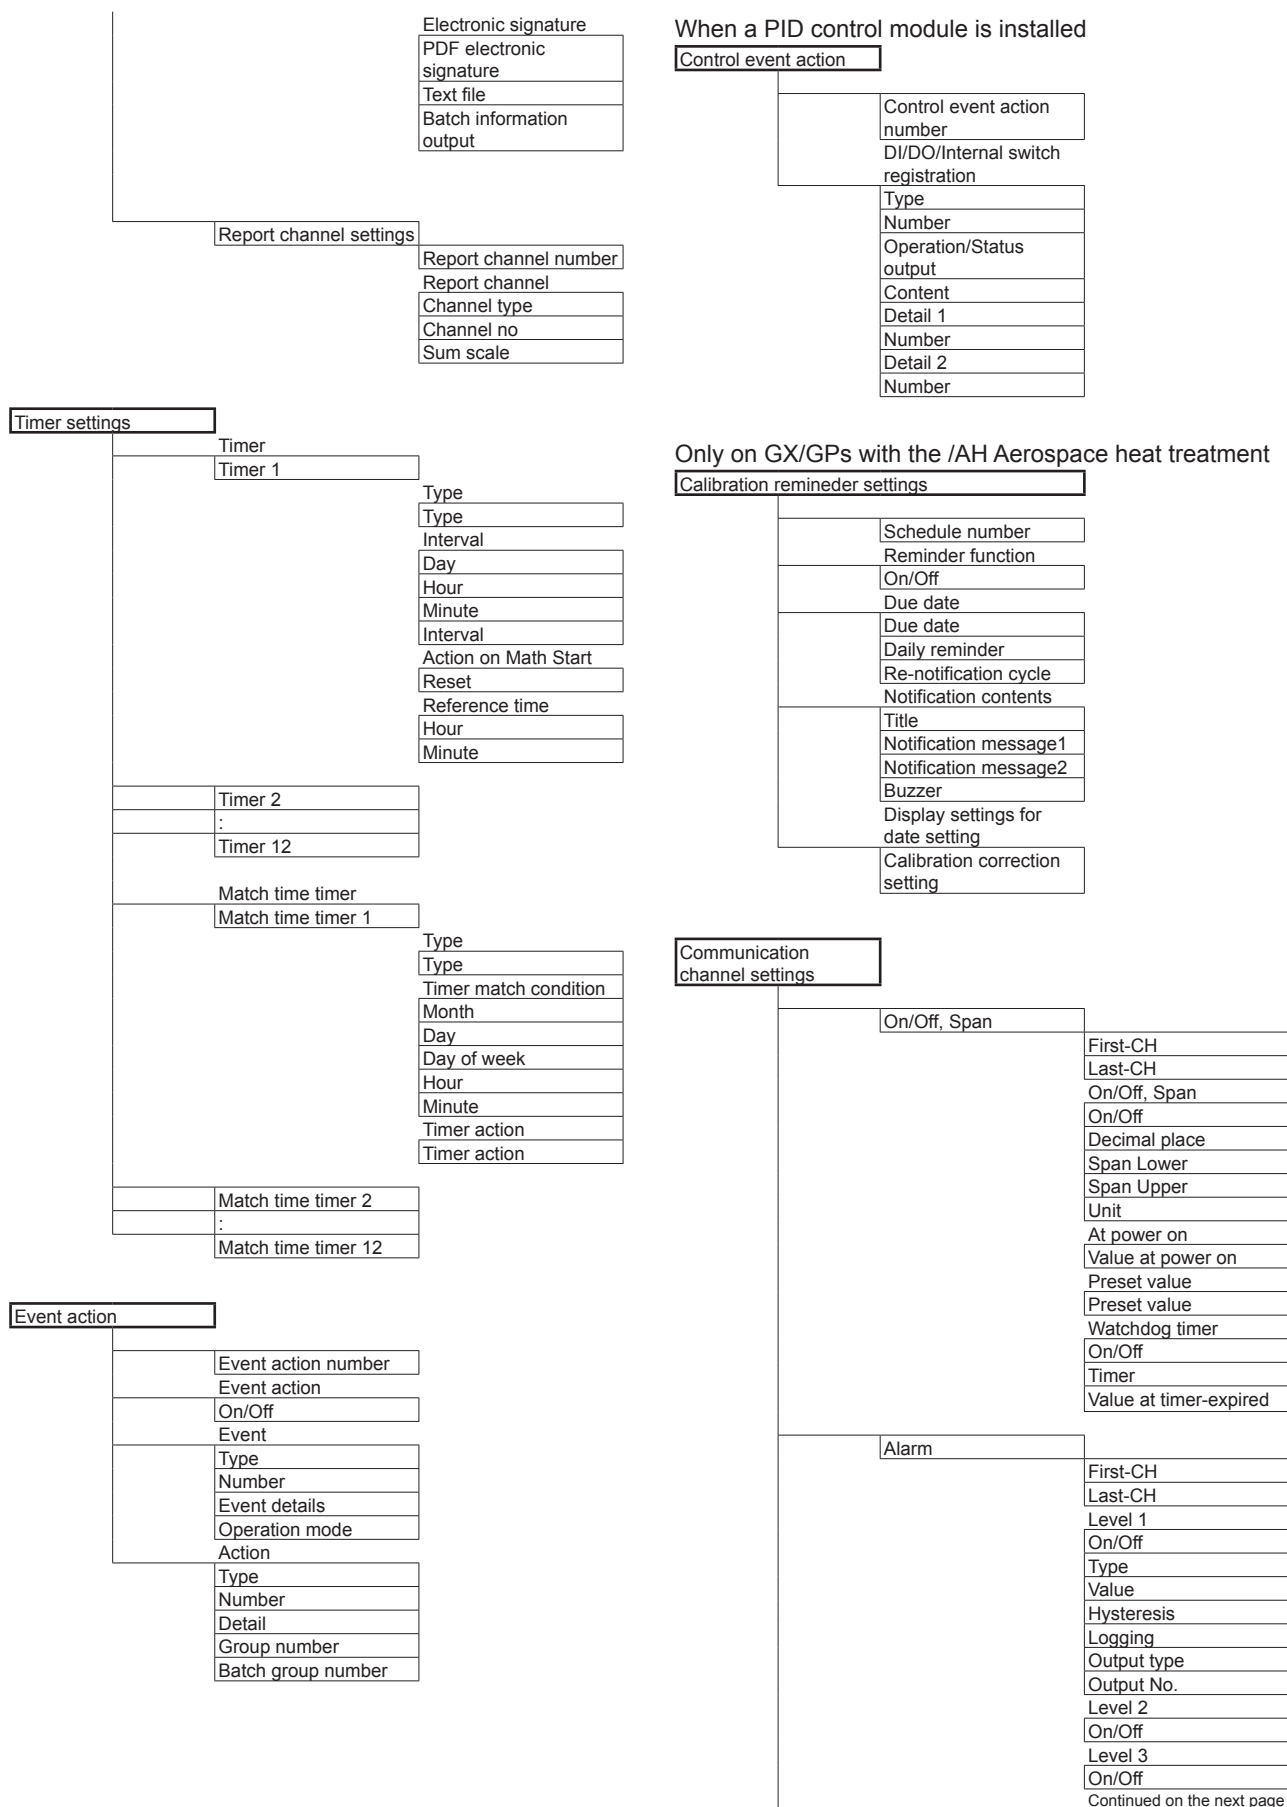 Electronic signature
PDF electronic
signature
Text file
Batch information
output
Report channel settings
Report channel number
Report channel
Channel type
Channel no
Sum scale
Timer settings
Timer
Timer 1
Type
Type
Interval
Day
Hour
Minute
Interval
Action on Math Start
Reset
Reference time
Hour
Minute
Timer 2
:
Timer 12
Match time timer
Match time timer 1
Type
Type
Timer match condition
Month
Day
Day of week
Hour
Minute
Timer action
Timer action
Match time timer 2
:
Match time timer 12
Event action
Event action number
Event action
On/Off
Event
Type
Number
Event details
Operation mode
Action
Type
Number
Detail
Group number
Batch group number
When a PID control module is installed
Control event action
Control event action
number
DI/DO/Internal switch
registration
Type
Number
Operation/Status
output
Content
Detail 1
Number
Detail 2
Number
Only on GX/GPs with the /AH Aerospace heat treatment
Calibration remineder settings
Schedule number
Reminder function
On/Off
Due date
Due date
Daily reminder
Re-notification cycle
Notification contents
Title
Notification message1
Notification message2
Buzzer
Display settings for
date setting
Calibration correction
setting
Communication
channel settings
On/Off, Span
First-CH
Last-CH
On/Off, Span
On/Off
Decimal place
Span Lower
Span Upper
Unit
At power on
Value at power on
Preset value
Preset value
Watchdog timer
On/Off
Timer
Value at timer-expired
Alarm
First-CH
Last-CH
Level 1
On/Off
Type
Value
Hysteresis
Logging
Output type
Output No.
Level 2
On/Off
Level 3
On/Off
Continued on the next page